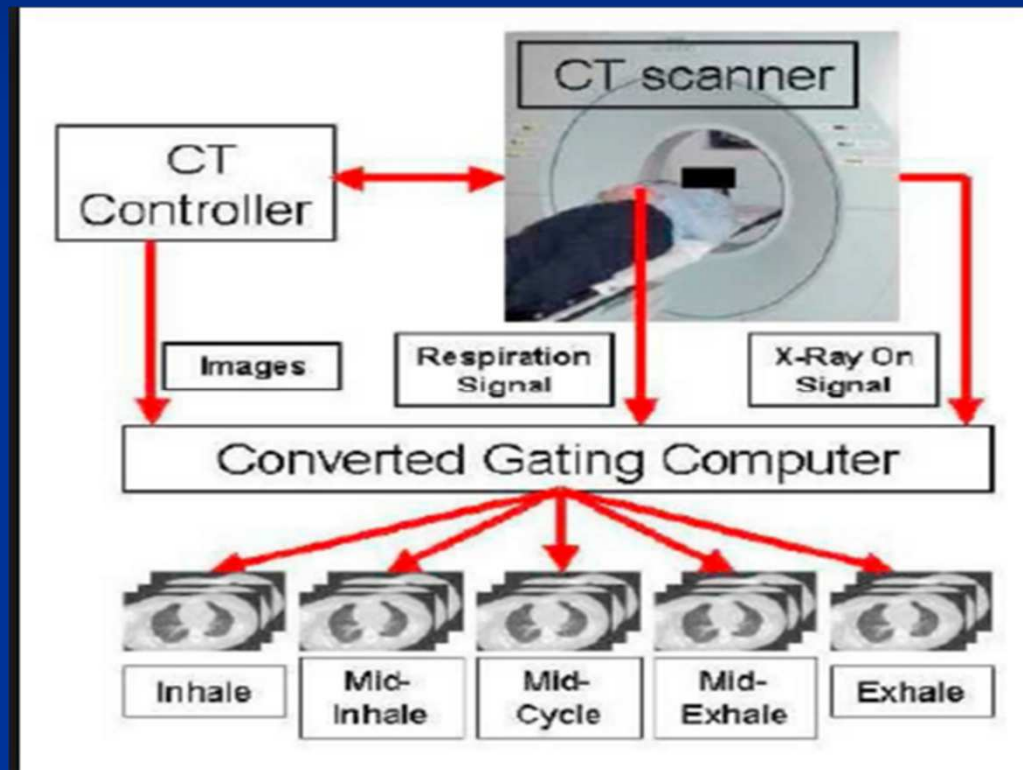 CT scanner
CT
Controller
Images
Respiration
Signal
X-Ray On
Signal
Converted Gating Computer
Inhale
Mid-
Inhale
Mid-
Cycle
Mid-
Exhale
Exhale